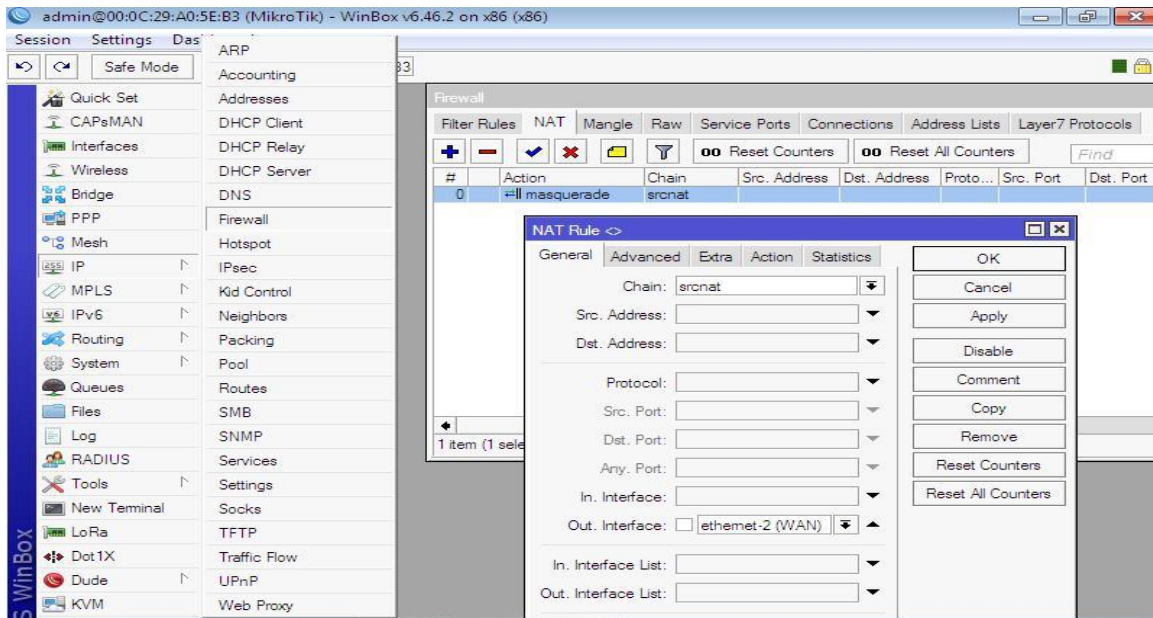 admin@00:0C:29:A0:5E:B3 (MikroTik) - WinBox v6.46.2 on x86 (x86)
Session Settings Das
Safe Mode
33
Quick Set
CAPsMAN
Interfaces
Wireless
Bridge
PPP
Mesh
IP
MPLS
IPv6
Routing
System
Queues
Files
Log
RADIUS
Tools
New Terminal
LoRa
Dot1X
Dude
KVM
S WinBox
ARP
Accounting
Addresses
DHCP Client
DHCP Relay
DHCP Server
DNS
Firewall
Hotspot
IPsec
Kid Control
Neighbors
Packing
Pool
Routes
SMB
SNMP
Services
Settings
Socks
TFTP
Traffic Flow
UPnP
Web Proxy
Firewall
Filter Rules NAT Mangle Raw Service Ports Connections Address Lists Layer7 Protocols
00 Reset Counters 00 Reset All Counters Find
# Action Chain Src. Address Dst. Address Proto... Src. Port Dst. Port
0 masquerade srcnat
1 item (1 sele
NAT Rule <>
General Advanced Extra Action Statistics
Chain: srcnat
Src. Address:
Dst. Address:
Protocol:
Src. Port:
Dst. Port:
Any. Port:
In. Interface:
Out. Interface: ethernet-2 (WAN)
In. Interface List:
Out. Interface List:
OK
Cancel
Apply
Disable
Comment
Copy
Remove
Reset Counters
Reset All Counters